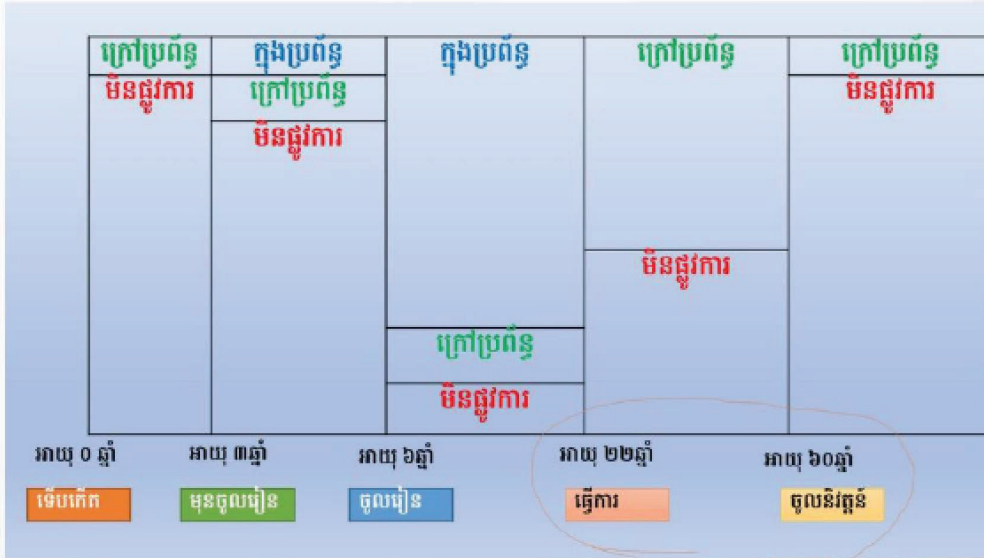 ក្រៅប្រព័ន្ធ ក្នុងប្រព័ន្ធ ក្នុងប្រព័ន្ធ ក្រៅប្រព័ន្ធ ក្រៅប្រព័ន្ធ
មិនផ្លូវការ ក្រៅប្រព័ន្ធ មិនផ្លូវការ
មិនផ្លូវការ
មិនផ្លូវការ
ក្រៅប្រព័ន្ធ
មិនផ្លូវការ
អាយុ ០ ឆ្នាំ អាយុ ៣ឆ្នាំ អាយុ ៦ឆ្នាំ អាយុ ២២ឆ្នាំ អាយុ ៦០ឆ្នាំ
ទើបកើត មុនចូលរៀន ចូលរៀន ធ្វើការ ចូលនិវត្តន៍